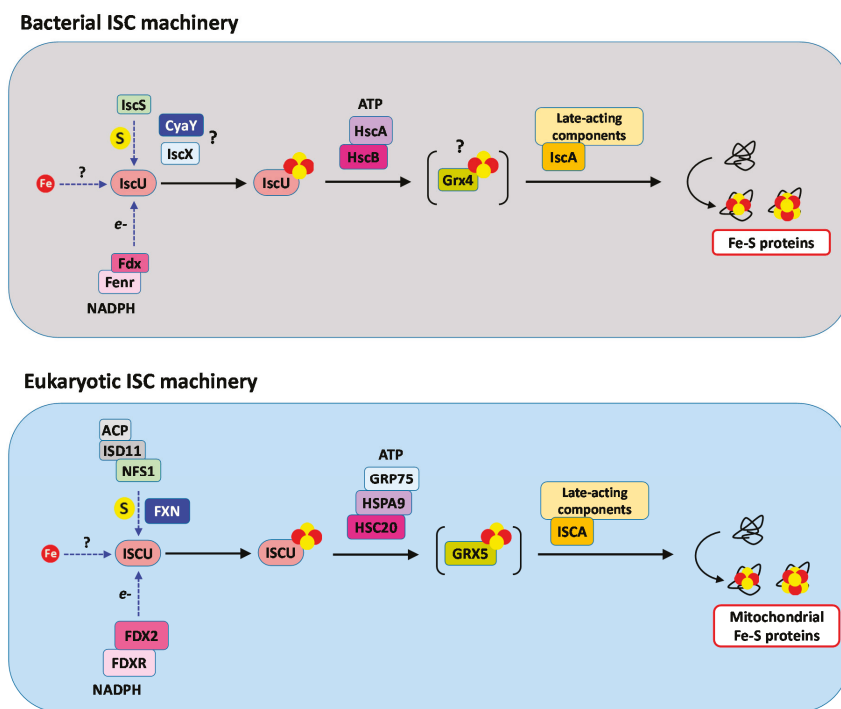 Bacterial ISC machinery
IscS
S
CyaY
IscX
?
Fe
?
IscU
e-
Fdx
Fenr
NADPH
IscU
ATP
HscA
HscB
?
Grx4
Late-acting
components
IscA
Fe-S proteins
Eukaryotic ISC machinery
ACP
ISD11
NFS1
S
FXN
Fe
?
ISCU
e-
FDX2
FDXR
NADPH
ISCU
ATP
GRP75
HSPA9
HSC20
GRX5
Late-acting
components
ISCA
Mitochondrial
Fe-S proteins